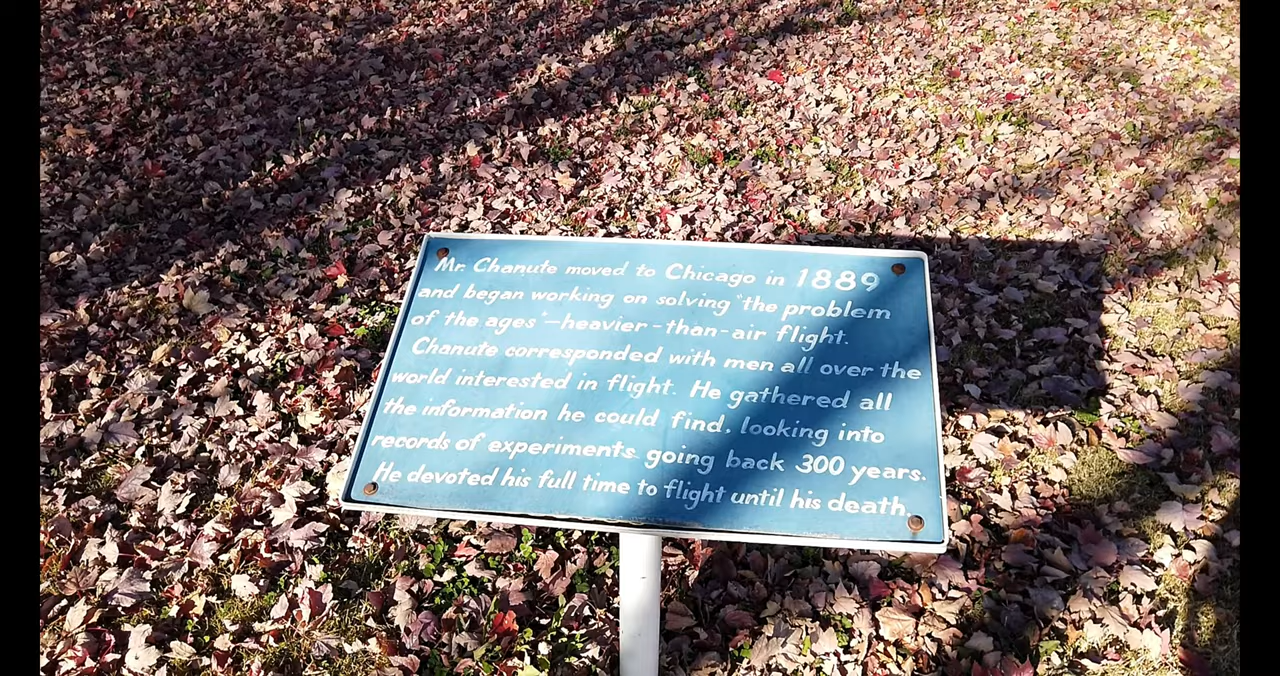 Mr. Chanute moved to Chicago in 1889
and began working on solving "the problem
of the ages"—heavier-than-air flight.
Chanute corresponded with men all over the
world interested in flight. He gathered all
the information he could find, looking into
records of experiments going back 300 years.
He devoted his full time to flight until his death.